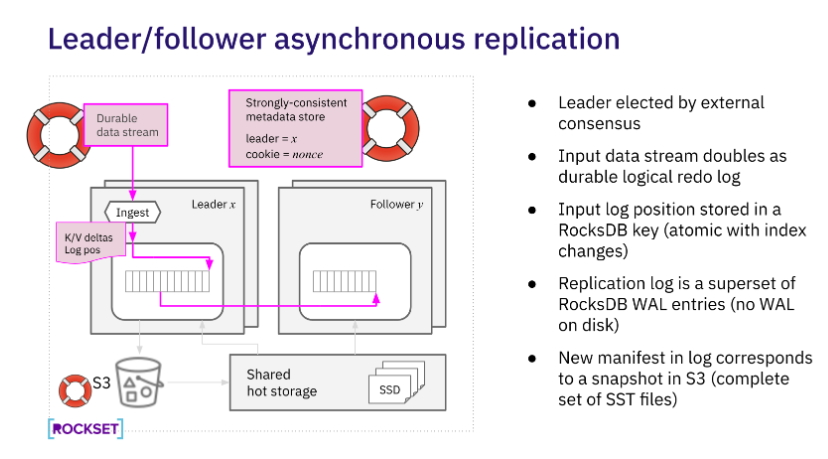 Leader/follower asynchronous replication
Durable
data stream
Strongly-consistent
metadata store
leader = x
cookie = nonce
Leader x
Follower y
Ingest
K/V deltas
Log pos
S3
Shared
hot storage
SSD
ROCKSET
● Leader elected by external
consensus
● Input data stream doubles as
durable logical redo log
● Input log position stored in a
RocksDB key (atomic with index
changes)
● Replication log is a superset of
RocksDB WAL entries (no WAL
on disk)
● New manifest in log corresponds
to a snapshot in S3 (complete
set of SST files)